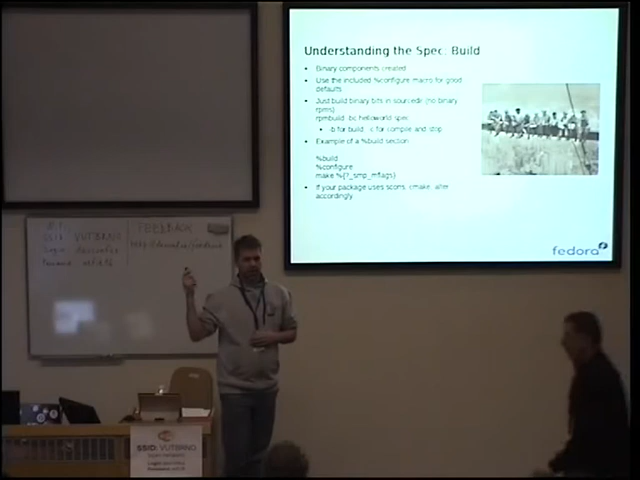 Understanding the Spec: Build
• Binary components created
• Use the included %configure macro for good
defaults
• Just build binary bits in sourcedir (no binary
rpms)
rpmbuild -bc helloworld.spec
• -b for build -c for compile and stop
• Example of a %build section
%build
%configure
make %{?_smp_mflags}
• If your package uses scons, cmake, alter
accordingly
fedora
FEEDBACK
SSID: VUTBRNO